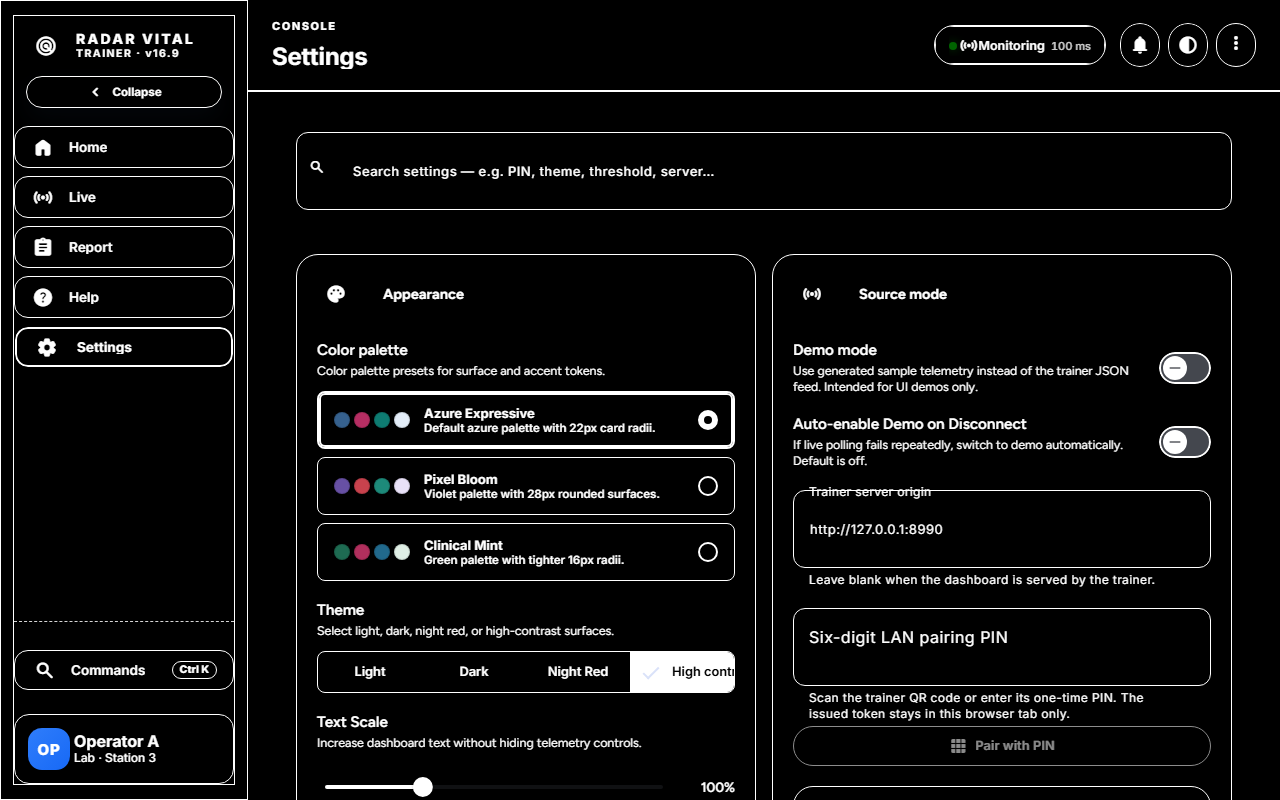 RADAR VITAL
TRAINER · v16.9
Collapse
Home
Live
Report
Help
Settings
Commands
Ctrl K
OP
Operator A
Lab · Station 3
CONSOLE
Settings
Monitoring 100 ms
Search settings — e.g. PIN, theme, threshold, server...
Appearance
Color palette
Color palette presets for surface and accent tokens.
Azure Expressive
Default azure palette with 22px card radii.
Pixel Bloom
Violet palette with 28px rounded surfaces.
Clinical Mint
Green palette with tighter 16px radii.
Theme
Select light, dark, night red, or high-contrast surfaces.
Light
Dark
Night Red
High contr
Text Scale
Increase dashboard text without hiding telemetry controls.
100%
Source mode
Demo mode
Use generated sample telemetry instead of the trainer JSON
feed. Intended for UI demos only.
Auto-enable Demo on Disconnect
If live polling fails repeatedly, switch to demo automatically.
Default is off.
Trainer server origin
http://127.0.0.1:8990
Leave blank when the dashboard is served by the trainer.
Six-digit LAN pairing PIN
Scan the trainer QR code or enter its one-time PIN. The
issued token stays in this browser tab only.
Pair with PIN